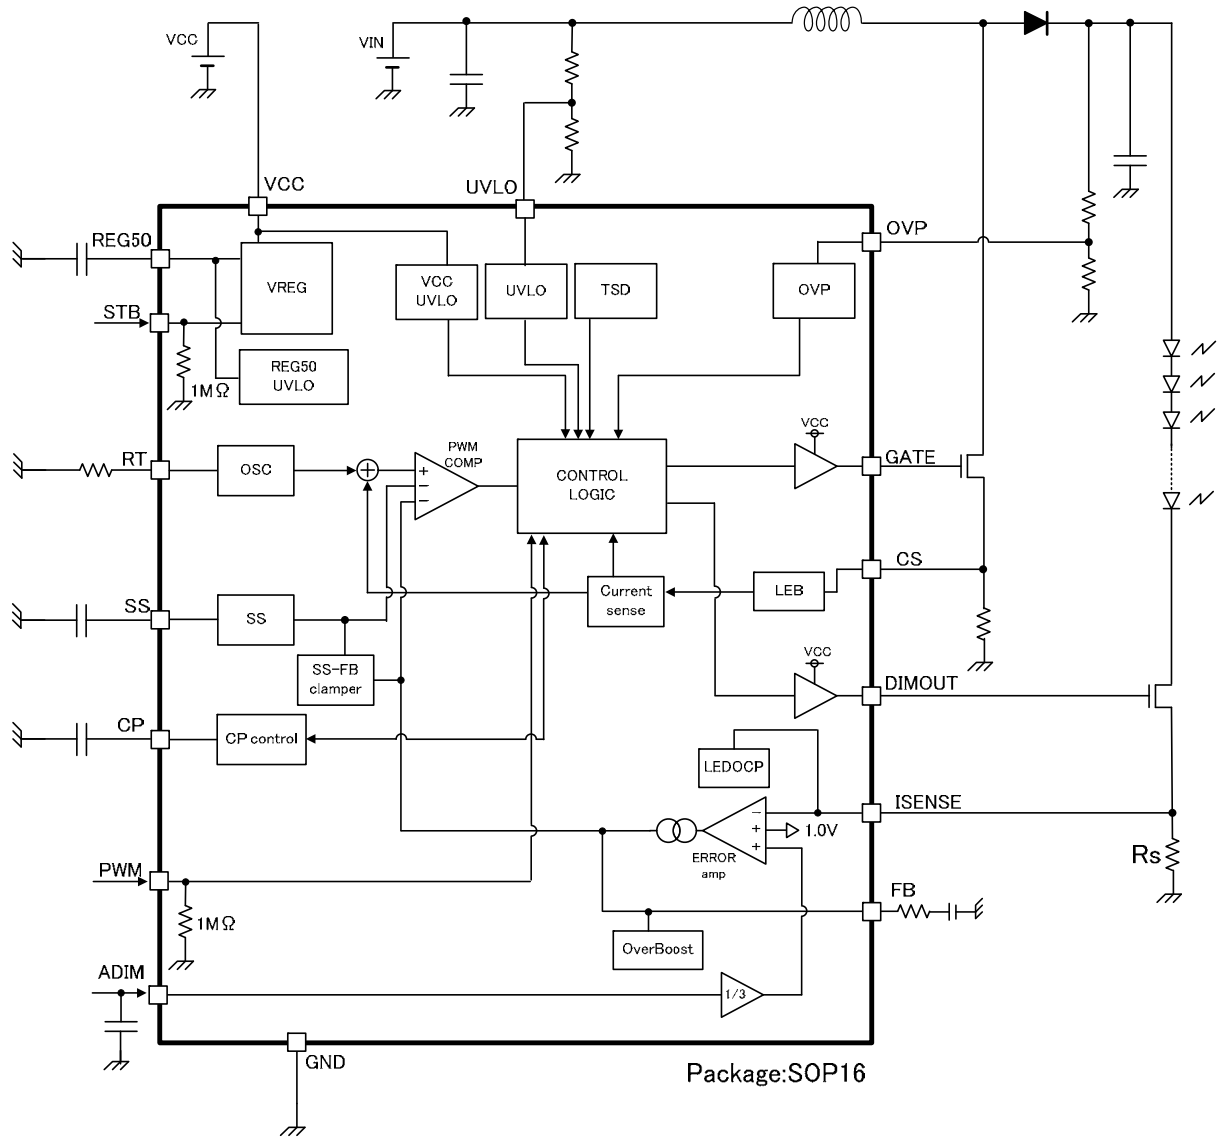 VCC
VIN
VCC
UVLO
REG50
OVP
VREG
VCC
UVLO
UVLO
TSD
OVP
STB
REG50
UVLO
1MΩ
RT
OSC
+
−
−
PWM
COMP
CONTROL
LOGIC
VCC
GATE
CS
Current
sense
LEB
SS
SS
SS-FB
clamper
VCC
DIMOUT
CP
CP control
LEDOCP
ISENSE
−
+
+
1.0V
ERROR
amp
Rs
PWM
1MΩ
FB
OverBoost
ADIM
1/3
GND
Package:SOP16